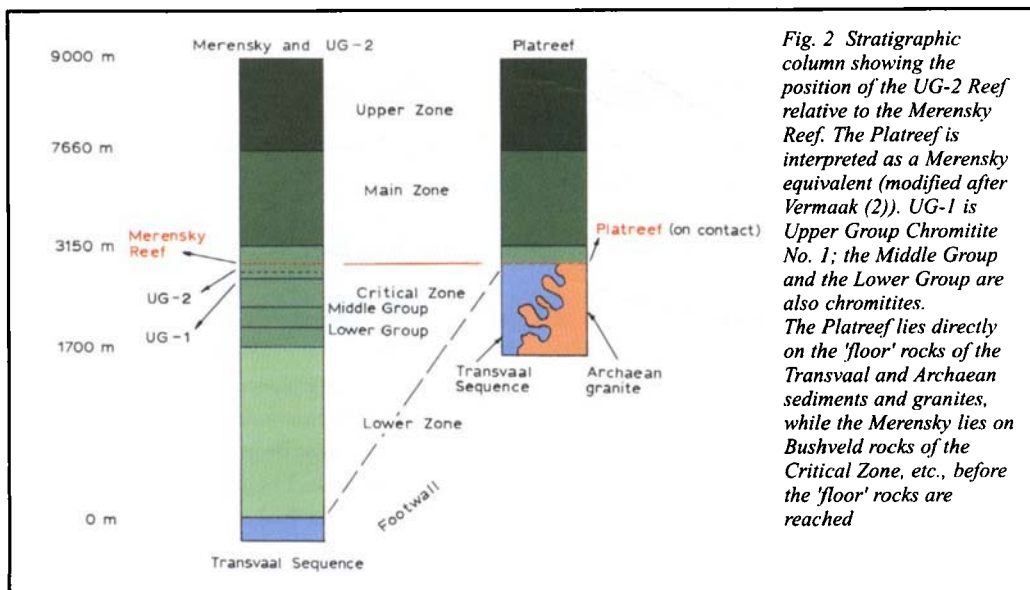 Merensky and UG-2
Platreef
9000 m
Upper Zone
7660 m
Main Zone
Merensky
Reef
3150 m
Platreef (on contact)
UG-2
Critical Zone
Middle Group
UG-1
Lower Group
1700 m
Transvaal
Sequence
Archaean
granite
Lower Zone
Footwall
0 m
Transvaal Sequence
Fig. 2 Stratigraphic
column showing the
position of the UG-2 Reef
relative to the Merensky
Reef. The Platreef is
interpreted as a Merensky
equivalent (modified after
Vermaak (2)). UG-1 is
Upper Group Chromitite
No. 1; the Middle Group
and the Lower Group are
also chromitites.
The Platreef lies directly
on the 'floor' rocks of the
Transvaal and Archaean
sediments and granites,
while the Merensky lies on
Bushveld rocks of the
Critical Zone, etc., before
the 'floor' rocks are
reached